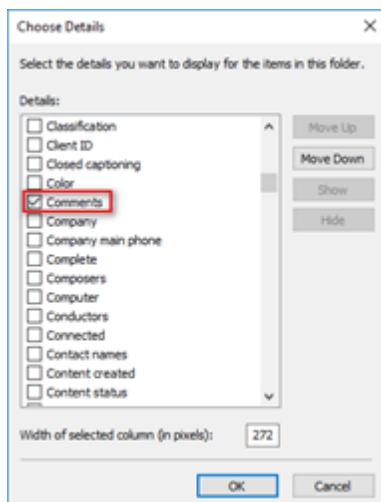 Choose Details
Select the details you want to display for the items in this folder.
Details:
Classification
Client ID
Closed captioning
Color
Comments
Company
Company main phone
Complete
Composers
Computer
Conductors
Connected
Contact names
Content created
Content status
Move Up
Move Down
Show
Hide
Width of selected column (in pixels): 272
OK Cancel